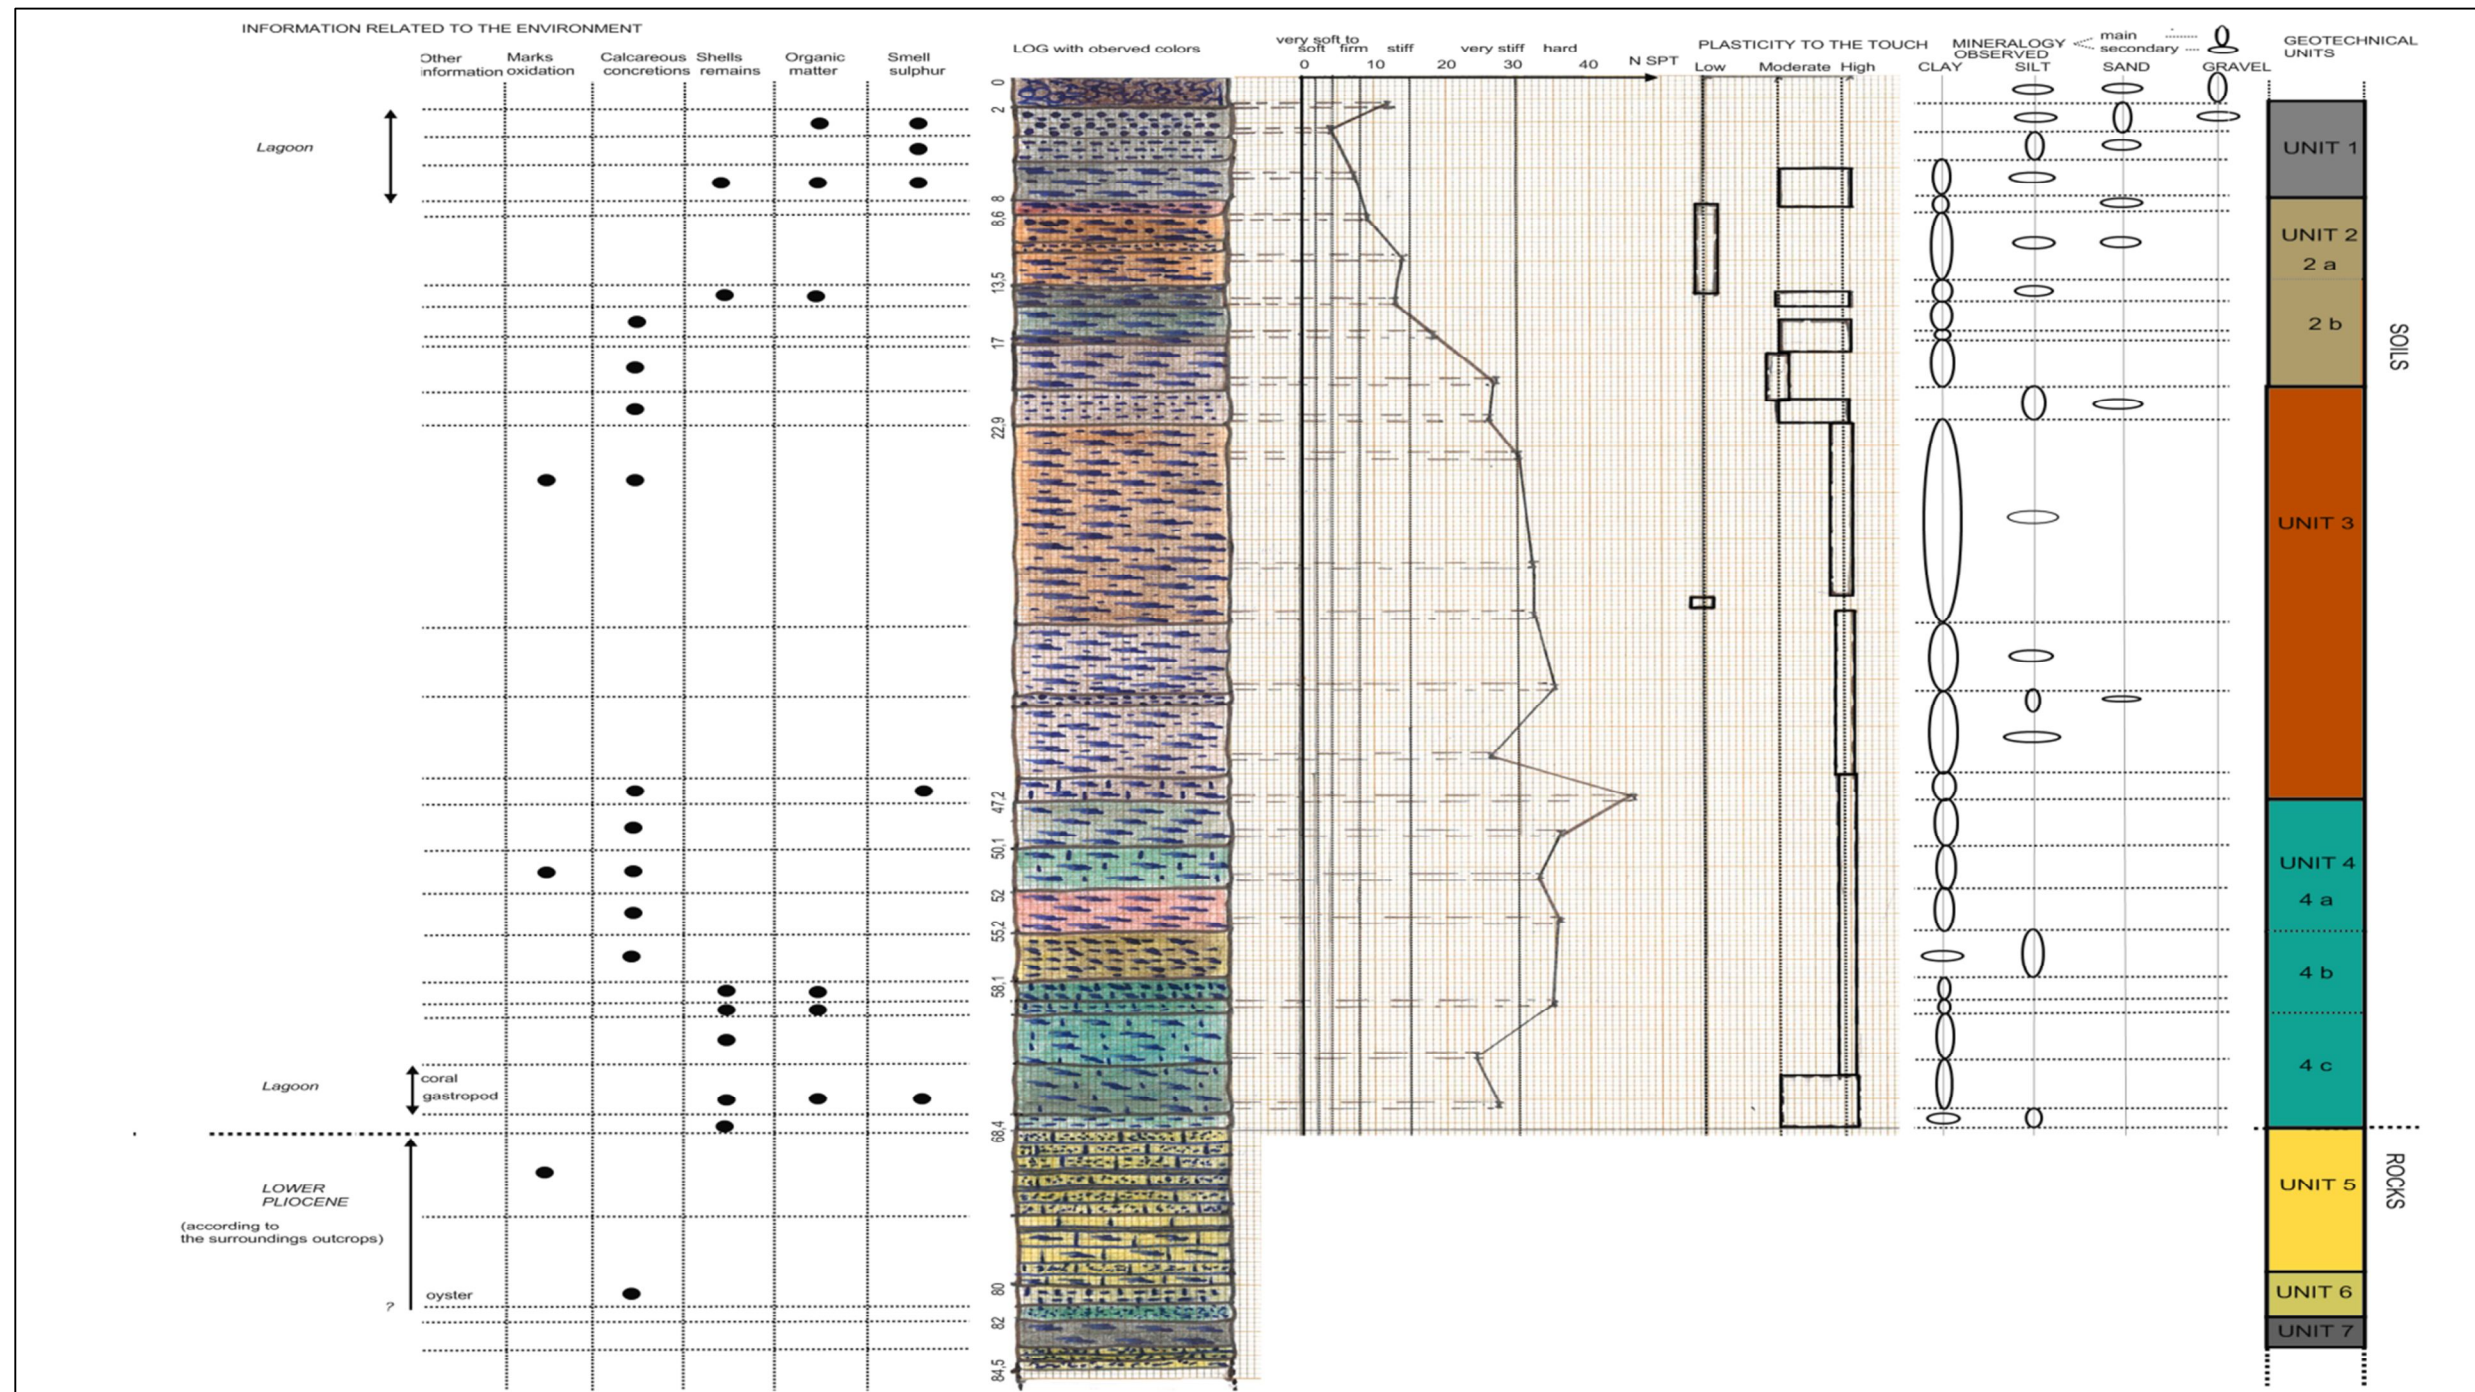 INFORMATION RELATED TO THE ENVIRONMENT
Other information
Marks oxidation
Calcareous concretions
Shells remains
Organic matter
Smell sulphur
LOG with oberved colors
very soft to soft
firm
stiff
very stiff
hard
0
10
20
30
40
N SPT
PLASTICITY TO THE TOUCH
Low
Moderate
High
MINERALOGY OBSERVED
main
secondary
CLAY
SILT
SAND
GRAVEL
GEOTECHNICAL UNITS
Lagoon
Lagoon
coral
gastropod
LOWER
PLIOCENE
(according to
the surroundings outcrops)
?
oyster
0
2
8
8,6
13,5
17
22,9
47,2
50,1
52
55,2
58,1
68,4
80
82
84,5
UNIT 1
UNIT 2
2 a
2 b
UNIT 3
UNIT 4
4 a
4 b
4 c
UNIT 5
UNIT 6
UNIT 7
SOILS
ROCKS